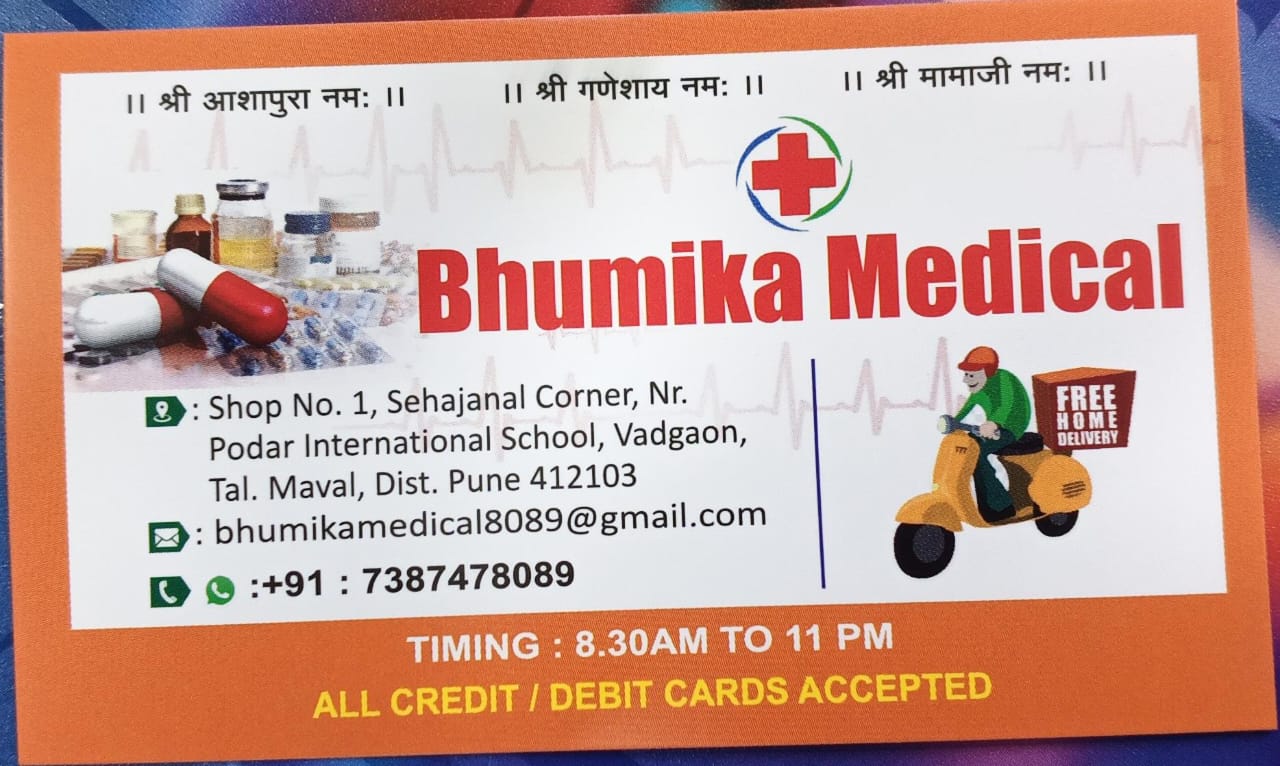 ।। श्री आशापुरा नम: ।। ।। श्री गणेशाय नम: ।। ।। श्री मामाजी नम: ।।
Bhumika Medical
: Shop No. 1, Sehajanal Corner, Nr.
Podar International School, Vadgaon,
Tal. Maval, Dist. Pune 412103
: bhumikamedical8089@gmail.com
:+91 : 7387478089
FREE
HOME
DELIVERY
TIMING : 8.30AM TO 11 PM
ALL CREDIT / DEBIT CARDS ACCEPTED